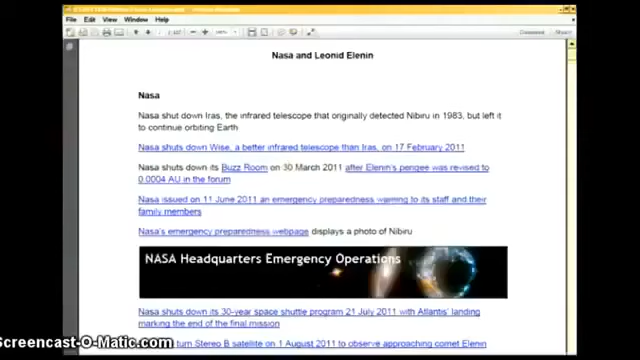 File Edit View Window Help
Comment Share
Nasa and Leonid Elenin
Nasa
Nasa shut down Iras, the infrared telescope that originally detected Nibiru in 1983, but left it
to continue orbiting Earth
Nasa shuts down Wise, a better infrared telescope than Iras, on 17 February 2011
Nasa shuts down its Buzz Room on 30 March 2011 after Elenin's perigee was revised to
0.0004 AU in the forum
Nasa issued on 11 June 2011 an emergency preparedness warning to its staff and their
family members
Nasa's emergency preparedness webpage displays a photo of Nibiru
NASA Headquarters Emergency Operations
Nasa shuts down its 30-year space shuttle program 21 July 2011 with Atlantis' landing
marking the end of the final mission
turn Stereo B satellite on 1 August 2011 to observe approaching comet Elenin
Screencast-O-Matic.com